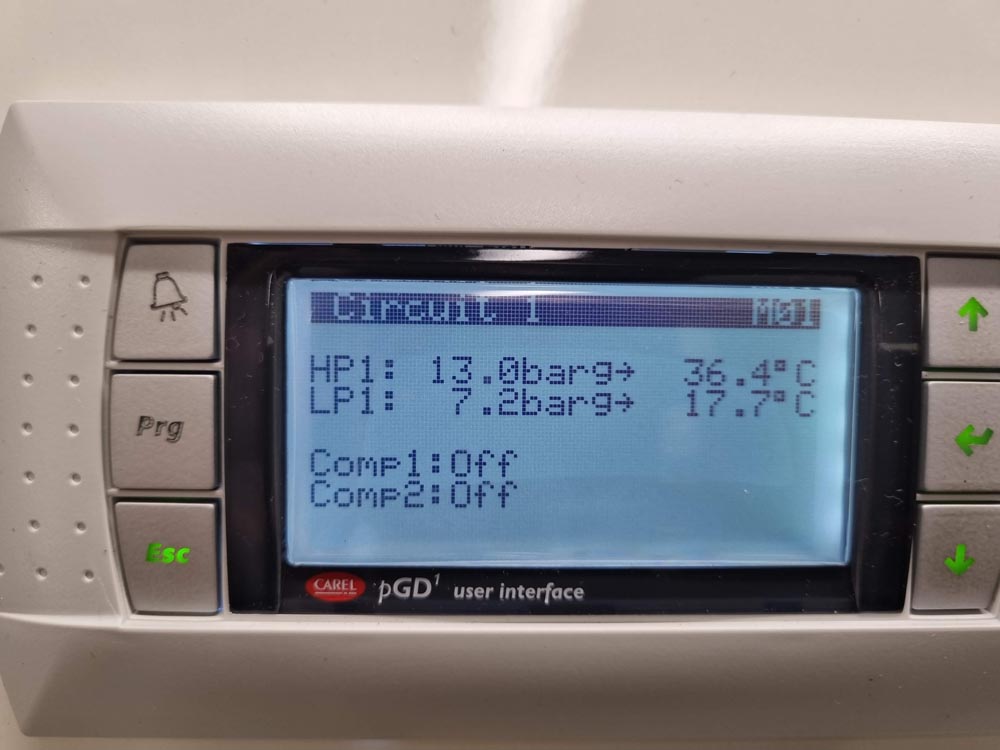 Circuit 1 M01
HP1: 13.0barg→ 36.4°C
LP1: 7.2barg→ 17.7°C
Comp1:Off
Comp2:Off
Prg
Esc
CAREL pGD¹ user interface